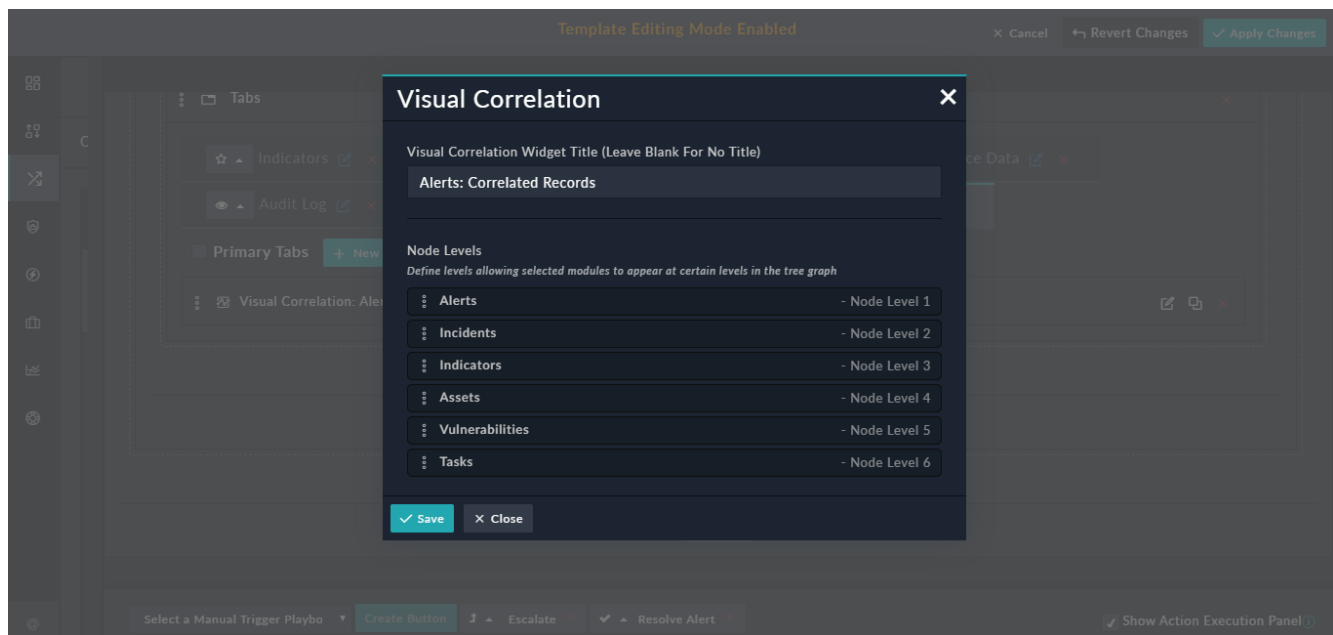 Template Editing Mode Enabled
Cancel
Revert Changes
Apply Changes
Tabs
Indicators
Audit Log
Primary Tabs
+ New
Visual Correlation: Aler
Visual Correlation
Visual Correlation Widget Title (Leave Blank For No Title)
Alerts: Correlated Records
Node Levels
Define levels allowing selected modules to appear at certain levels in the tree graph
Alerts - Node Level 1
Incidents - Node Level 2
Indicators - Node Level 3
Assets - Node Level 4
Vulnerabilities - Node Level 5
Tasks - Node Level 6
Save
Close
ce Data
Select a Manual Trigger Playbo
Create Button
Escalate
Resolve Alert
Show Action Execution Panel